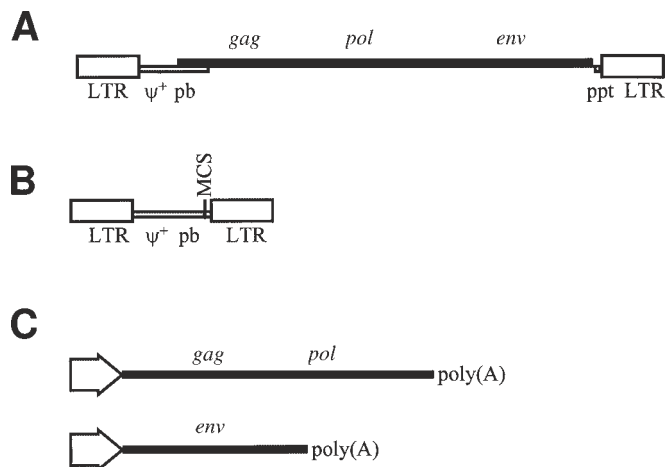 A
gag pol env
LTR ψ+ pb ppt LTR
B
MCS
LTR ψ+ pb LTR
C
gag pol
poly(A)
env
poly(A)